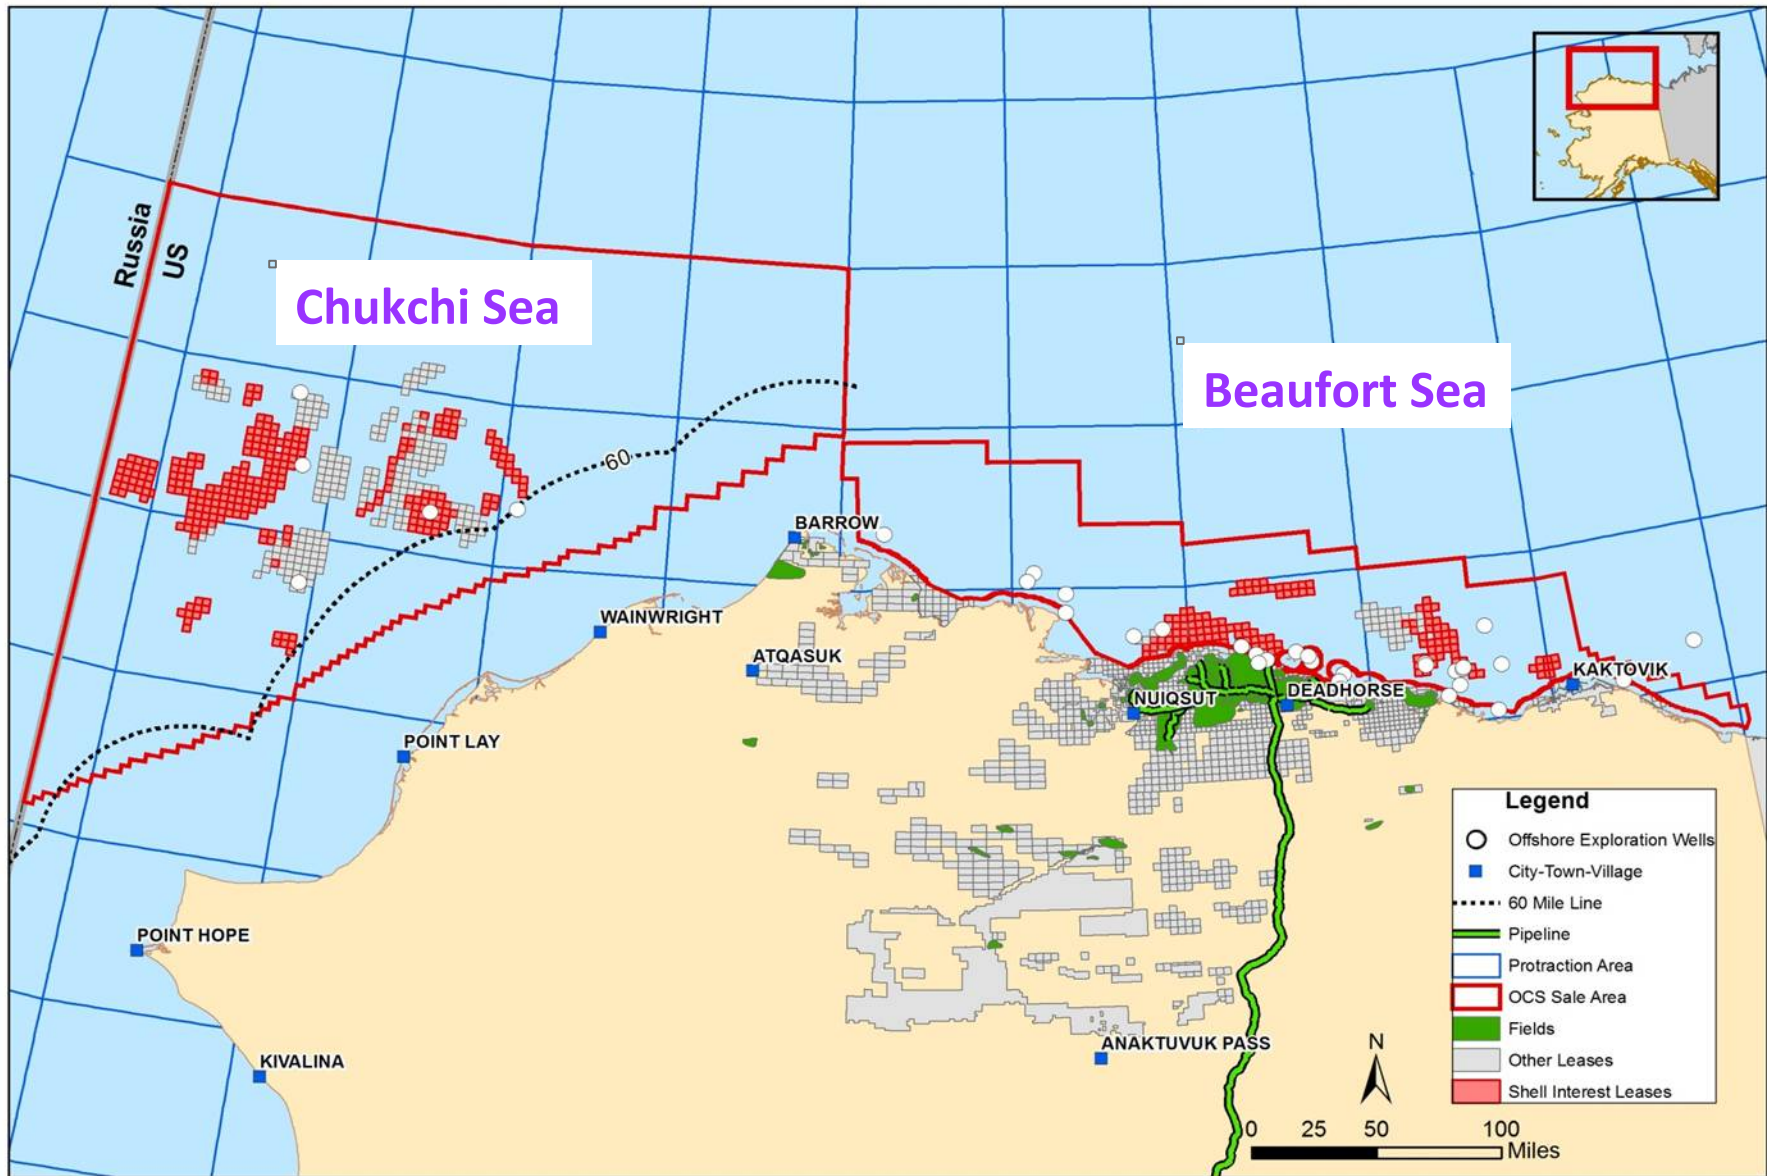 Russia
US
Chukchi Sea
Beaufort Sea
60
BARROW
WAINWRIGHT
ATQASUK
POINT LAY
NUIQSUT
DEADHORSE
KAKTOVIK
POINT HOPE
KIVALINA
ANAKTUVUK PASS
Legend
Offshore Exploration Wells
City-Town-Village
60 Mile Line
Pipeline
Protraction Area
OCS Sale Area
Fields
Other Leases
Shell Interest Leases
N
0 25 50 100
Miles